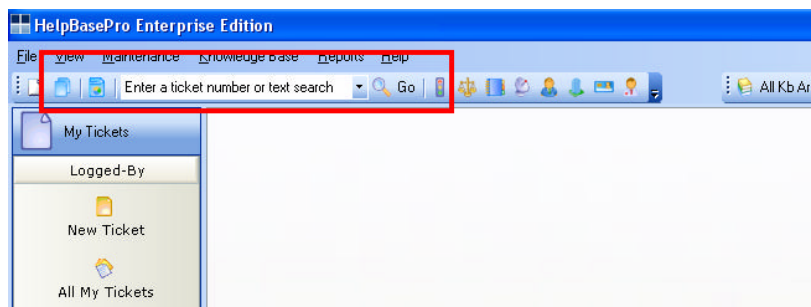 HelpBasePro Enterprise Edition
File View Maintenance Knowledge Base Reports Help
Enter a ticket number or text search Go All Kb Ar
My Tickets
Logged-By
New Ticket
All My Tickets